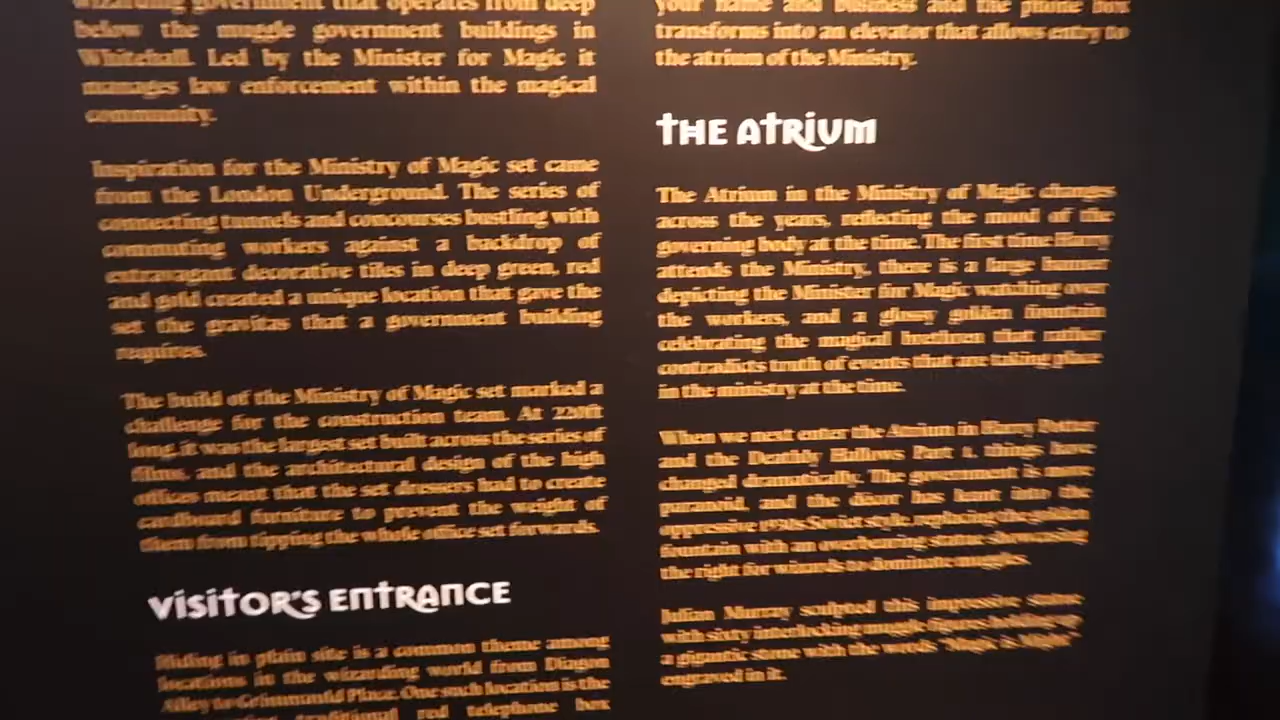 wizarding government that operates from deep
below the muggle government buildings in
Whitehall. Led by the Minister for Magic it
manages law enforcement within the magical
community.
Inspiration for the Ministry of Magic set came
from the London Underground. The series of
connecting tunnels and concourses bustling with
commuting workers against a backdrop of
extravagant decorative tiles in deep green, red
and gold created a unique location that gave the
set the gravitas that a government building
requires.
The build of the Ministry of Magic set marked a
challenge for the construction team. At 220ft
long, it was the largest set built across the series of
films, and the architectural design of the high
offices meant that the set dressers had to create
cardboard furniture to prevent the weight of
them from tipping the whole office set forwards.
VISITOR'S ENTRANCE
Hiding in plain site is a common theme among
locations in the wizarding world from Diagon
Alley to Grimmauld Place. One such location is the
traditional red telephone box
your name and business and the phone box
transforms into an elevator that allows entry to
the atrium of the Ministry.
THE ATRIUM
The Atrium in the Ministry of Magic changes
across the years, reflecting the mood of the
governing body at the time. The first time Harry
attends the Ministry, there is a huge banner
depicting the Minister for Magic watching over
the workers, and a glossy golden fountain
celebrating the magical brethren that rather
contradicts truth of events that are taking place
in the ministry at the time.
When we next enter the Atrium in Harry Potter
and the Deathly Hallows Part 1, things have
changed dramatically. The government is more
paranoid, and the décor has bent into the
oppressive 1930s Soviet style, replacing the golden
fountain with an overbearing statue showcasing
the right for wizards to dominate muggles.
Julian Murray sculpted this impressive statue
with sixty interlocking muggle figures holding up
a gigantic stone with the words "Magic is Might"
engraved in it.